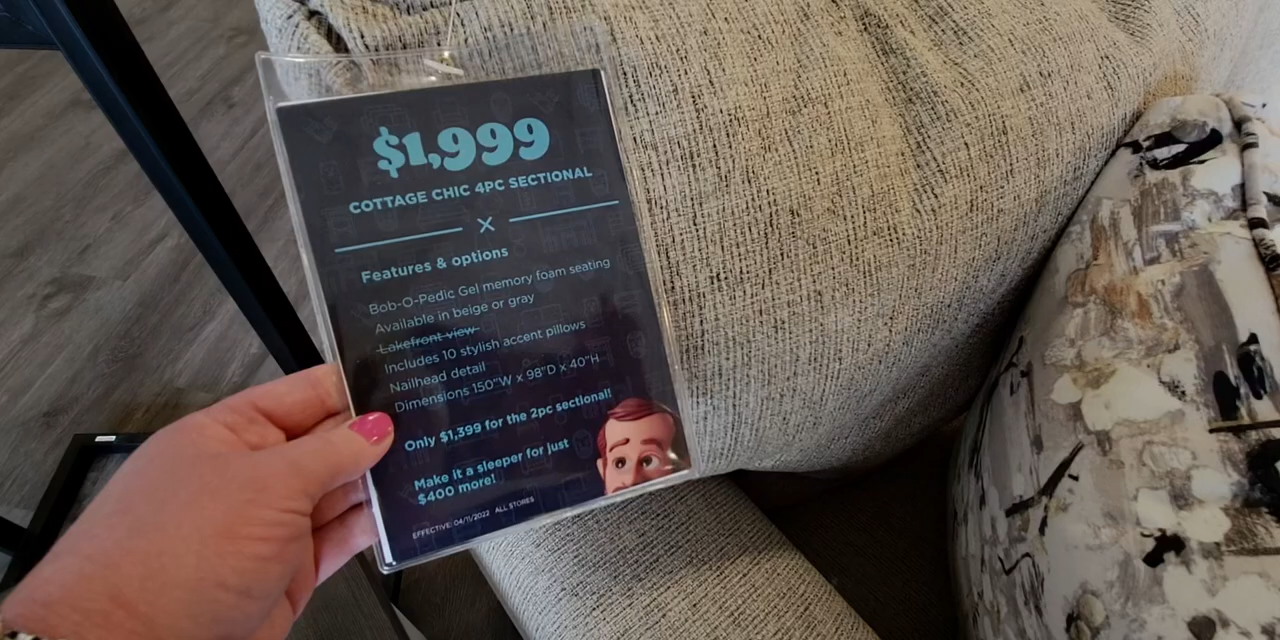 $1,999
COTTAGE CHIC 4PC SECTIONAL
Features & options
Bob-O-Pedic Gel memory foam seating
Available in beige or gray
Lakefront view
Includes 10 stylish accent pillows
Nailhead detail
Dimensions 150"W x 98"D x 40"H
Only $1,399 for the 2pc sectional!
Make it a sleeper for just
$400 more!
EFFECTIVE: 04/11/2022 ALL STORES